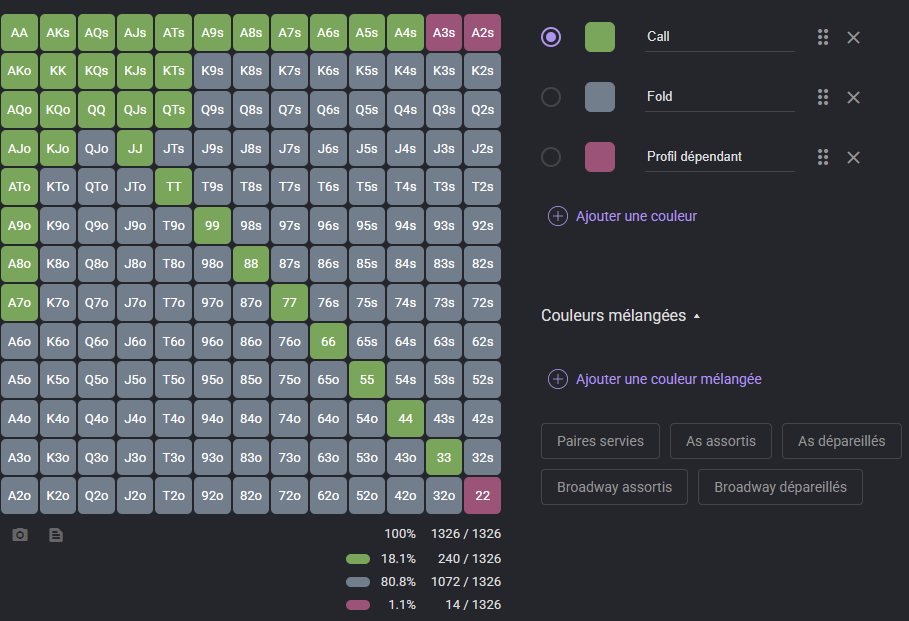 AA AKs AQs AJs ATs A9s A8s A7s A6s A5s A4s A3s A2s
AKo KK KQs KJs KTs K9s K8s K7s K6s K5s K4s K3s K2s
AQo KQo QQ QJs QTs Q9s Q8s Q7s Q6s Q5s Q4s Q3s Q2s
AJo KJo QJo JJ JTs J9s J8s J7s J6s J5s J4s J3s J2s
ATo KTo QTo JTo TT T9s T8s T7s T6s T5s T4s T3s T2s
A9o K9o Q9o J9o T9o 99 98s 97s 96s 95s 94s 93s 92s
A8o K8o Q8o J8o T8o 98o 88 87s 86s 85s 84s 83s 82s
A7o K7o Q7o J7o T7o 97o 87o 77 76s 75s 74s 73s 72s
A6o K6o Q6o J6o T6o 96o 86o 76o 66 65s 64s 63s 62s
A5o K5o Q5o J5o T5o 95o 85o 75o 65o 55 54s 53s 52s
A4o K4o Q4o J4o T4o 94o 84o 74o 64o 54o 44 43s 42s
A3o K3o Q3o J3o T3o 93o 83o 73o 63o 53o 43o 33 32s
A2o K2o Q2o J2o T2o 92o 82o 72o 62o 52o 42o 32o 22
100% 1326 / 1326
18.1% 240 / 1326
80.8% 1072 / 1326
1.1% 14 / 1326
Call
Fold
Profil dépendant
Ajouter une couleur
Couleurs mélangées
Ajouter une couleur mélangée
Paires servies As assortis As dépareillés
Broadway assortis Broadway dépareillés